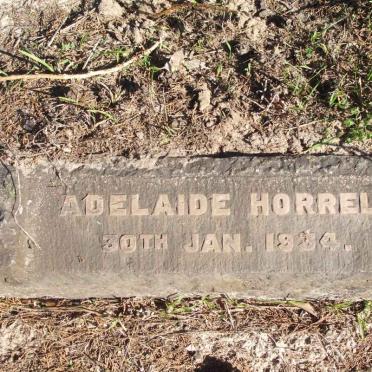 ADELAIDE HORREL
30TH JAN. 1934.